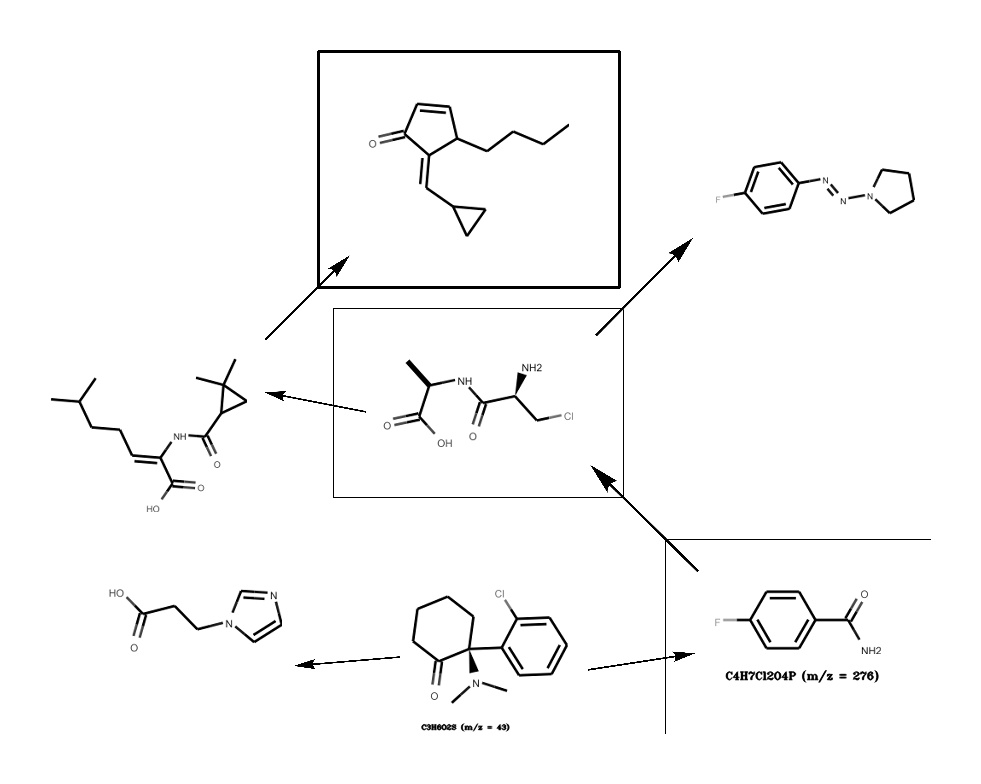 O
F
N
N
N
NH2
NH
Cl
O
OH
O
NH
O
O
HO
HO
O
N
N
Cl
O
N
C3H6O2S (m/z = 43)
F
O
NH2
C4H7Cl2O4P (m/z = 276)